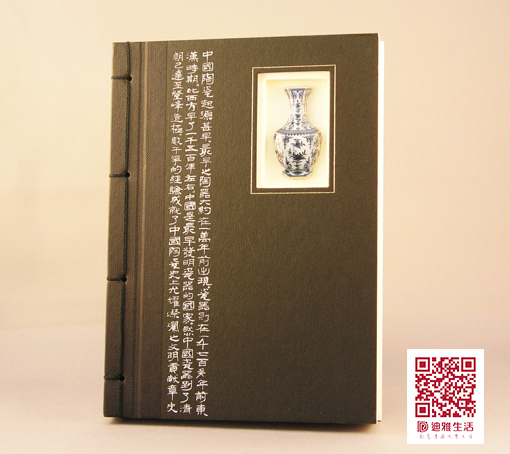 中國陶瓷起源甚早最早之陶器大約在一萬年前出現瓷器則在一千七百多年前東
漢時期比西方早了一千五百年左右中國是最早發明瓷器的國家然中國瓷器到了清
朝已達至登峰造極數千年的經驗成就了中國陶瓷史上光耀燦爛之文明貢獻章史
迪雅生活